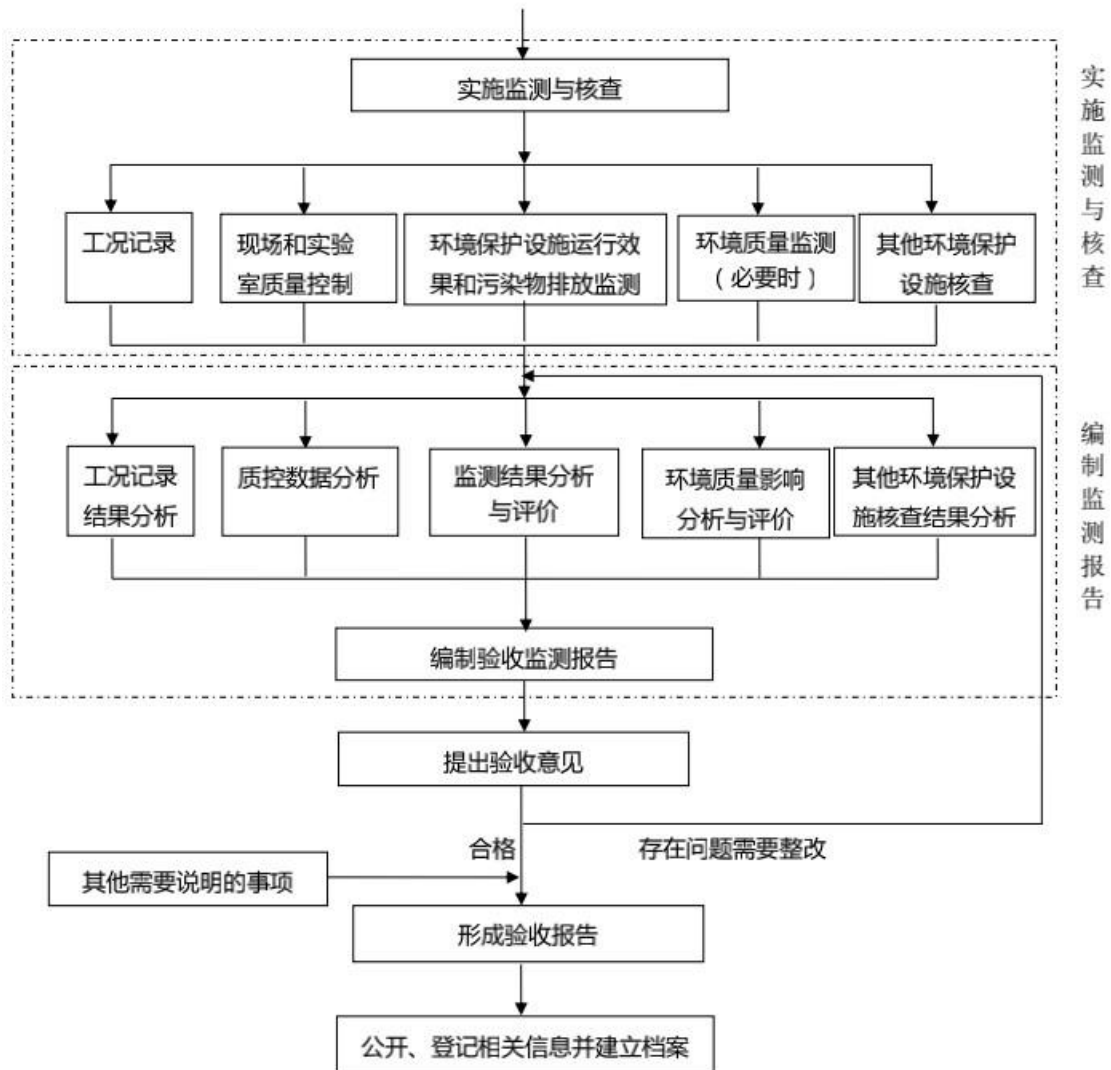 实施监测与核查
实施监测与核查
工况记录
现场和实验
室质量控制
环境保护设施运行效
果和污染物排放监测
环境质量监测
（必要时）
其他环境保护
设施核查
编制监测报告
工况记录
结果分析
质控数据分析
监测结果分析
与评价
环境质量影响
分析与评价
其他环境保护设
施核查结果分析
编制验收监测报告
提出验收意见
合格
存在问题需要整改
其他需要说明的事项
形成验收报告
公开、登记相关信息并建立档案